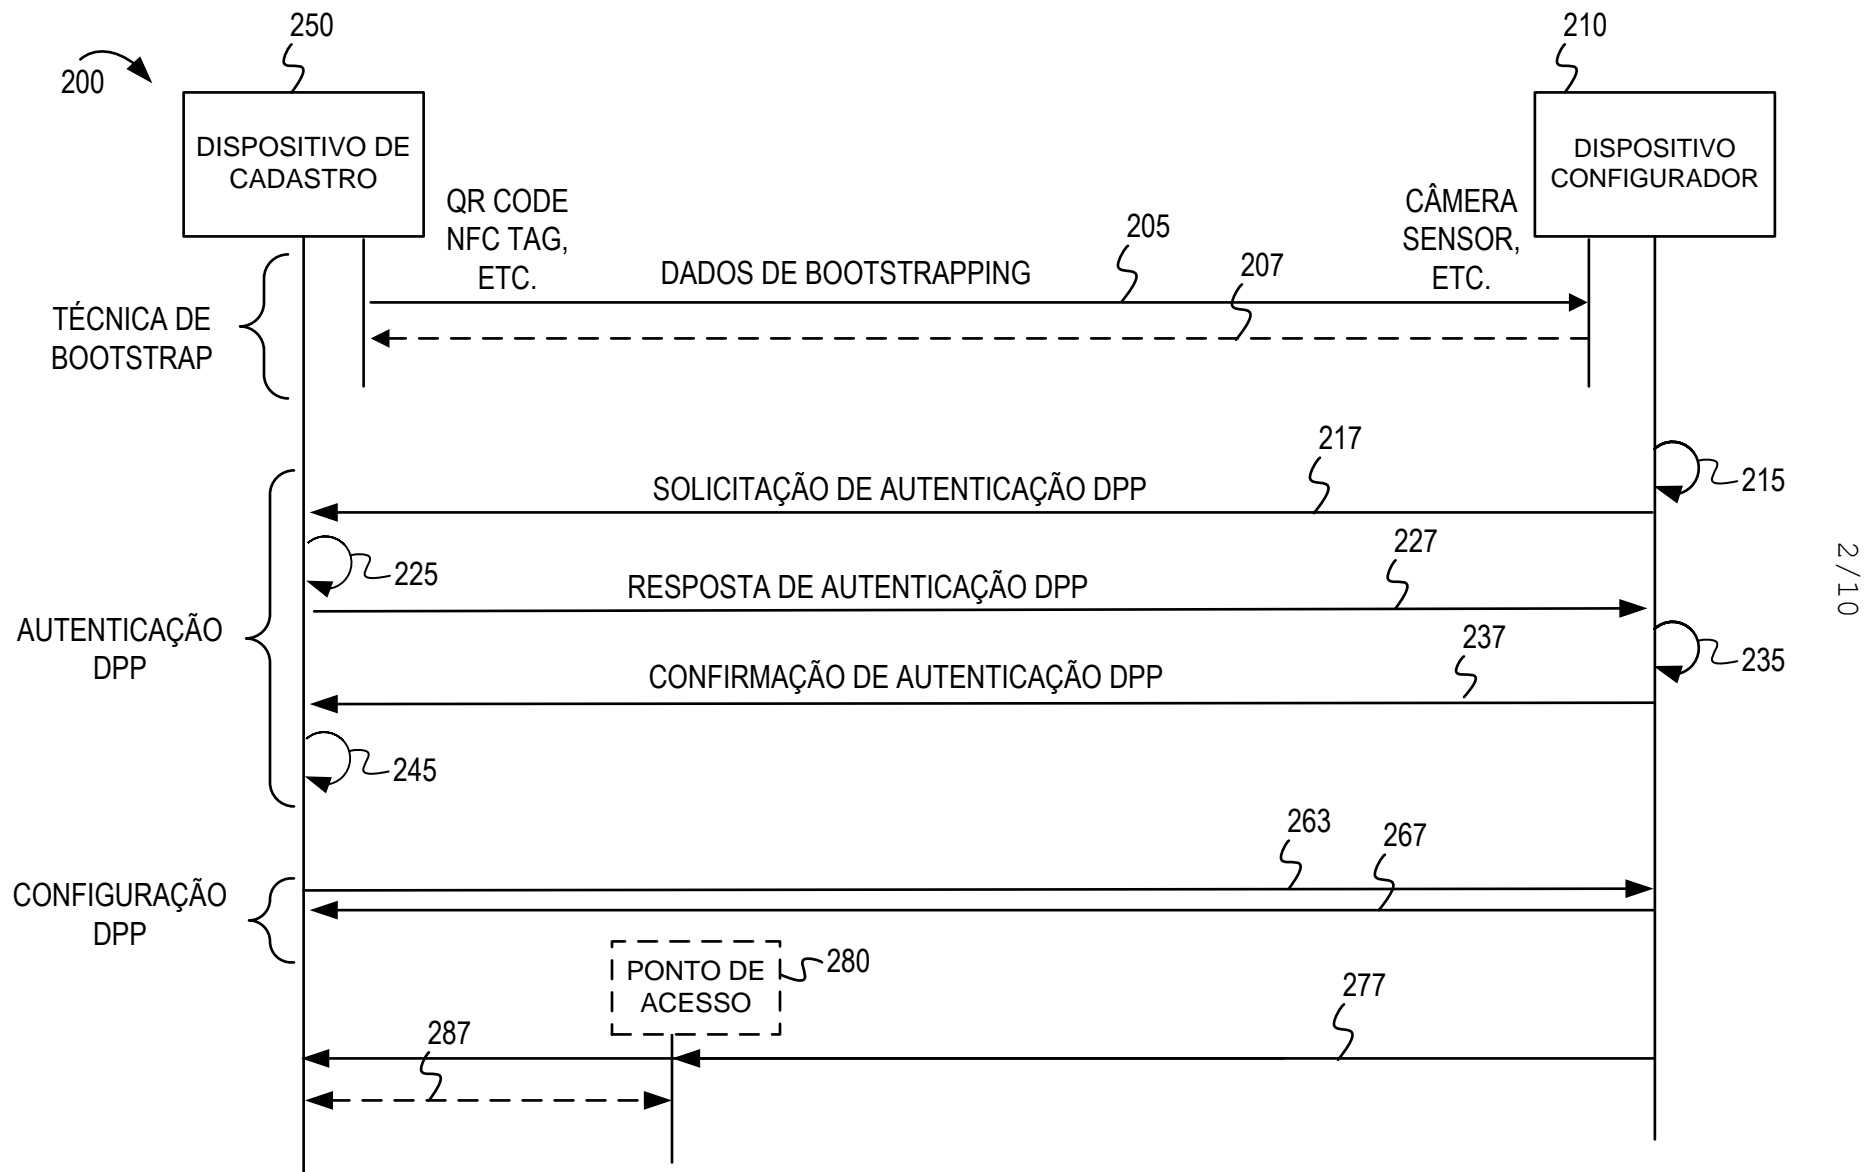 250
210
200
DISPOSITIVO DE
CADASTRO
DISPOSITIVO
CONFIGURADOR
QR CODE
NFC TAG,
ETC.
CÂMERA
SENSOR,
ETC.
205
DADOS DE BOOTSTRAPPING
207
TÉCNICA DE
BOOTSTRAP
217
215
SOLICITAÇÃO DE AUTENTICAÇÃO DPP
225
227
RESPOSTA DE AUTENTICAÇÃO DPP
2/10
AUTENTICAÇÃO
DPP
237
235
CONFIRMAÇÃO DE AUTENTICAÇÃO DPP
245
263
267
CONFIGURAÇÃO
DPP
PONTO DE
ACESSO
280
277
287